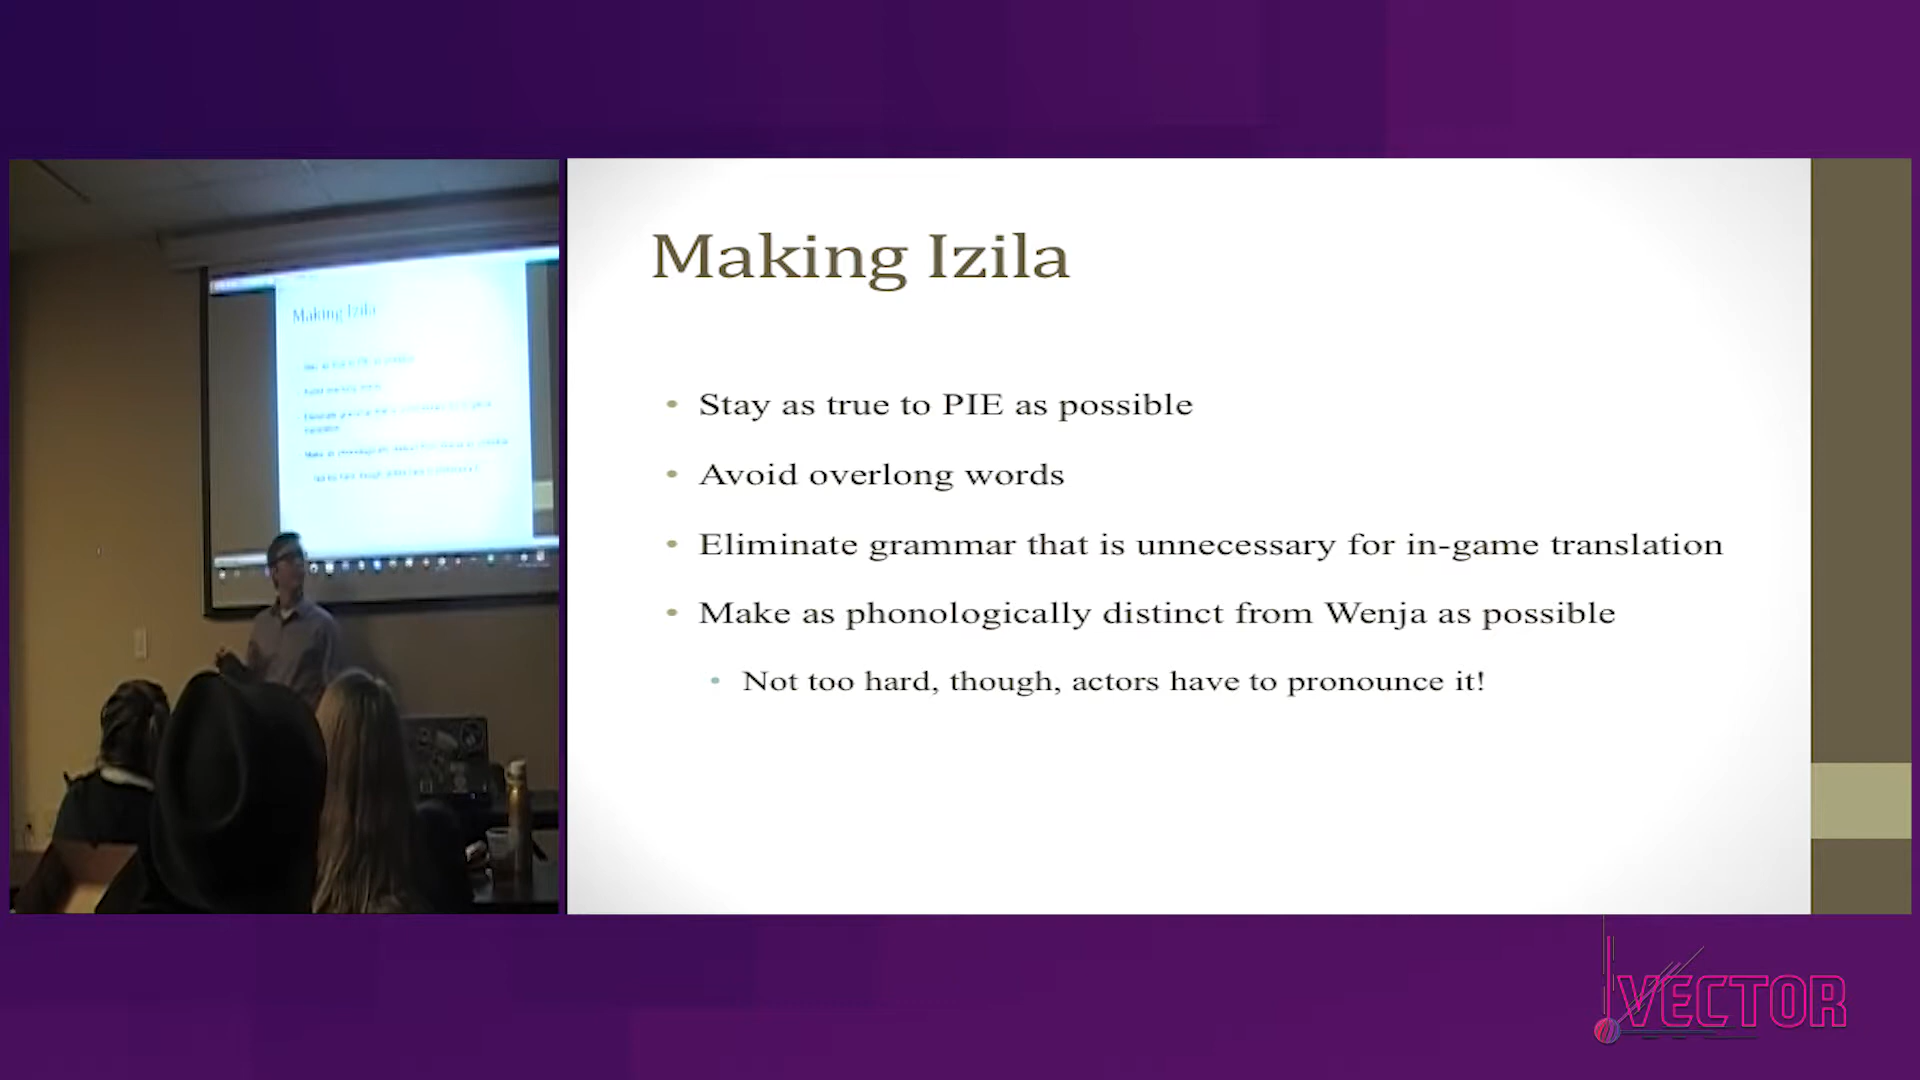 Making Izila
Stay as true to PIE as possible
Avoid overlong words
Eliminate grammar that is unnecessary for in-game translation
Make as phonologically distinct from Wenja as possible
Not too hard, though, actors have to pronounce it!
Making Izila
VECTOR